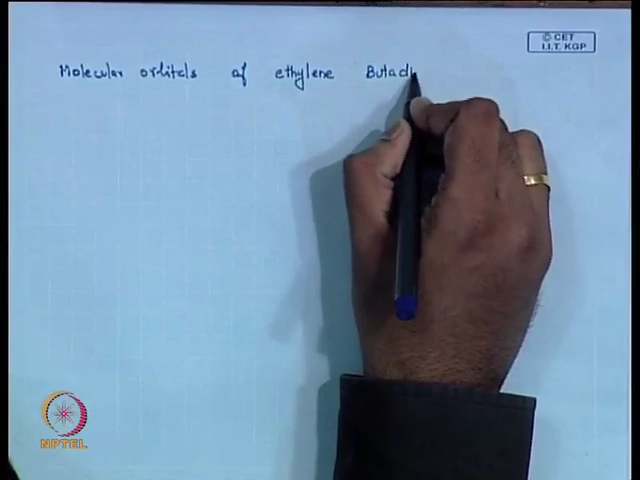 © CET
I.I.T. KGP
Molecular orbitals of ethylene Butadi
NPTEL